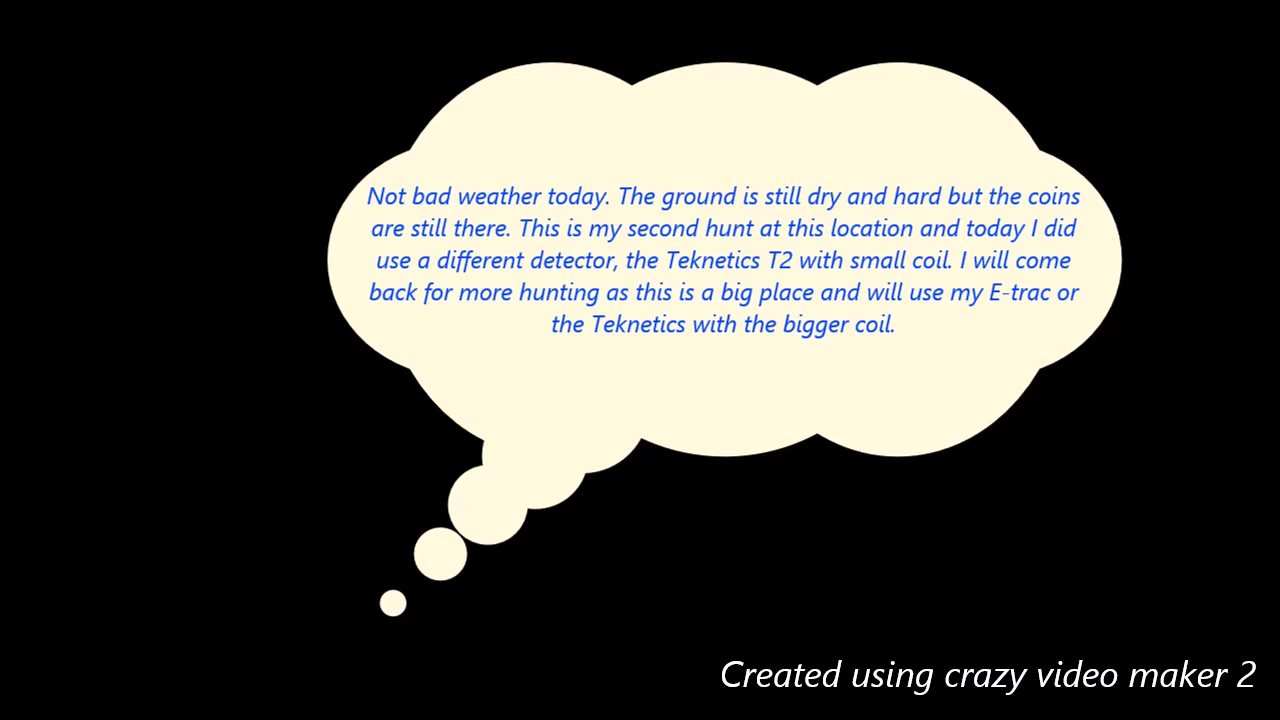 Not bad weather today. The ground is still dry and hard but the coins
are still there. This is my second hunt at this location and today I did
use a different detector, the Teknetics T2 with small coil. I will come
back for more hunting as this is a big place and will use my E-trac or
the Teknetics with the bigger coil.
Created using crazy video maker 2